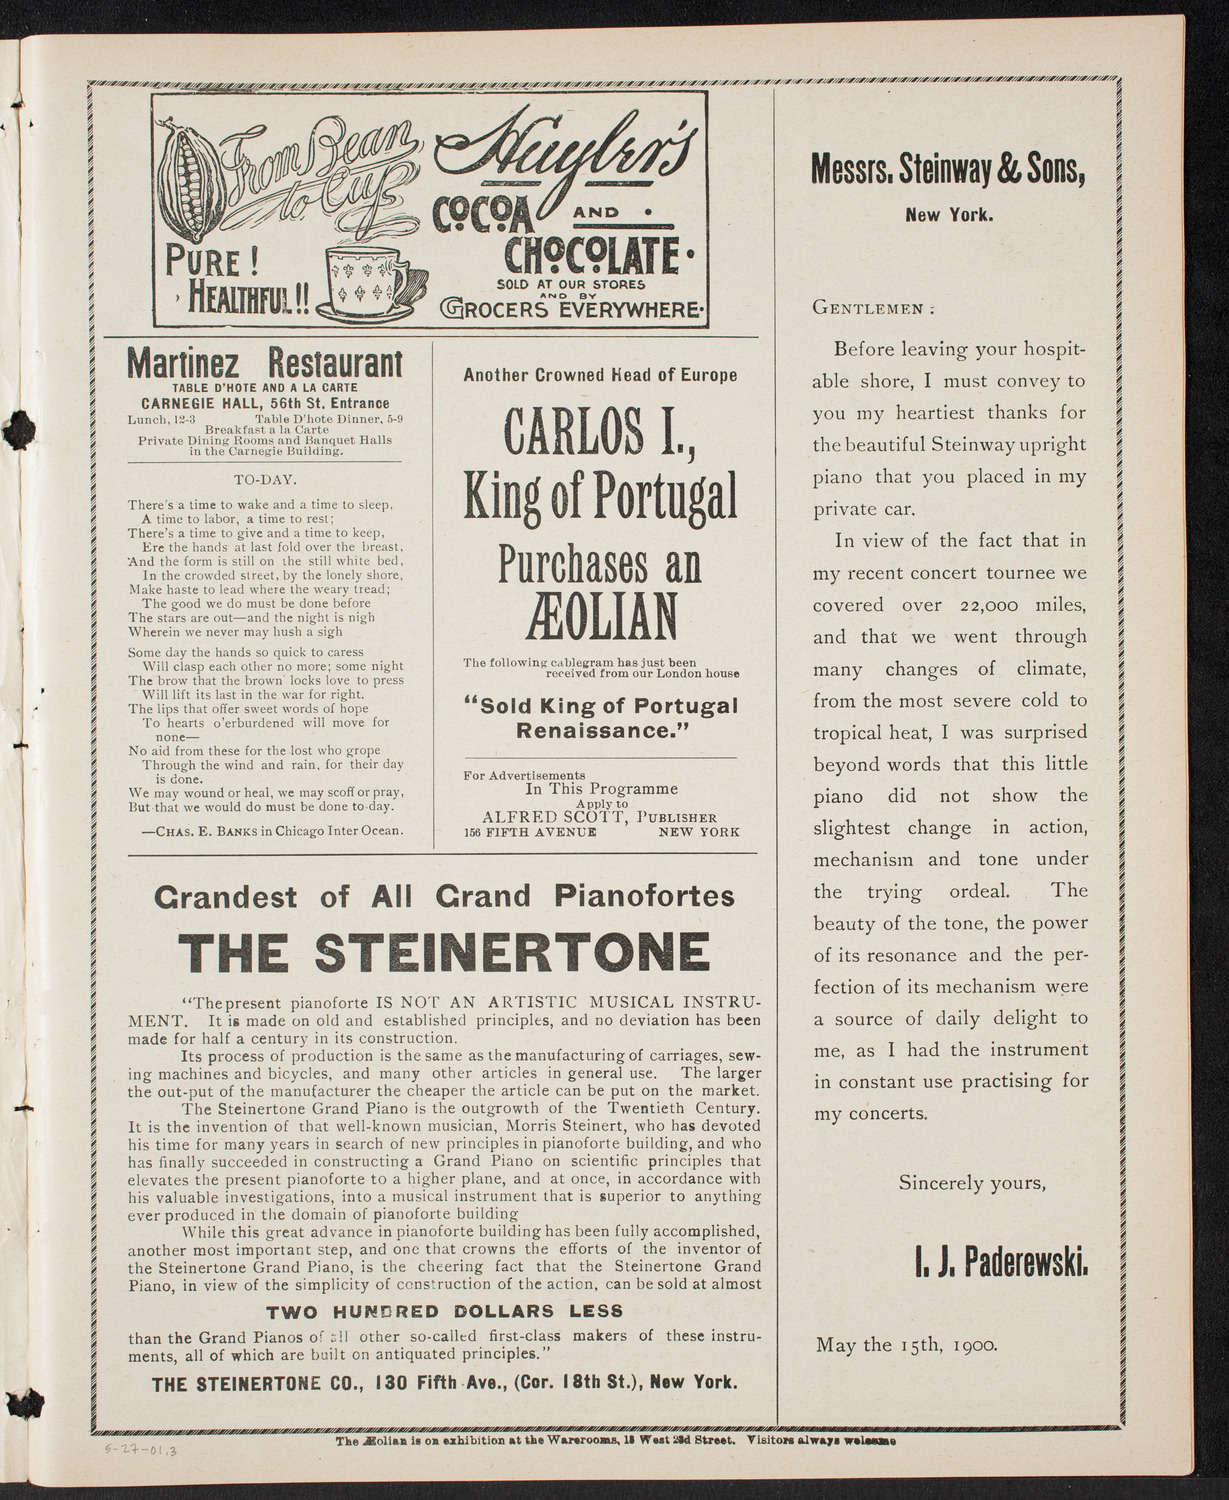 From Bean
to Cup
PURE!
HEALTHFUL!!
Huyler's
COCOA AND
CHOCOLATE
SOLD AT OUR STORES
AND BY
GROCERS EVERYWHERE
Martinez Restaurant
TABLE D'HOTE AND A LA CARTE
CARNEGIE HALL, 56th St. Entrance
Lunch, 12-3 Table D'hote Dinner, 5-9
Breakfast a la Carte
Private Dining Rooms and Banquet Halls
in the Carnegie Building.
TO-DAY.
There's a time to wake and a time to sleep,
A time to labor, a time to rest;
There's a time to give and a time to keep,
Ere the hands at last fold over the breast,
And the form is still on the still white bed,
In the crowded street, by the lonely shore,
Make haste to lead where the weary tread;
The good we do must be done before
The stars are out—and the night is nigh
Wherein we never may hush a sigh
Some day the hands so quick to caress
Will clasp each other no more; some night
The brow that the brown locks love to press
Will lift its last in the war for right.
The lips that offer sweet words of hope
To hearts o'erburdened will move for
none—
No aid from these for the lost who grope
Through the wind and rain, for their day
is done.
We may wound or heal, we may scoff or pray,
But that we would do must be done to-day.
—CHAS. E. BANKS in Chicago Inter Ocean.
Another Crowned Head of Europe
CARLOS I.,
King of Portugal
Purchases an
ÆOLIAN
The following cablegram has just been
received from our London house
"Sold King of Portugal
Renaissance."
For Advertisements
In This Programme
Apply to
ALFRED SCOTT, PUBLISHER
156 FIFTH AVENUE NEW YORK
Grandest of All Grand Pianofortes
THE STEINERTONE
"The present pianoforte IS NOT AN ARTISTIC MUSICAL INSTRU-
MENT. It is made on old and established principles, and no deviation has been
made for half a century in its construction.
Its process of production is the same as the manufacturing of carriages, sew-
ing machines and bicycles, and many other articles in general use. The larger
the out-put of the manufacturer the cheaper the article can be put on the market.
The Steinertone Grand Piano is the outgrowth of the Twentieth Century.
It is the invention of that well-known musician, Morris Steinert, who has devoted
his time for many years in search of new principles in pianoforte building, and who
has finally succeeded in constructing a Grand Piano on scientific principles that
elevates the present pianoforte to a higher plane, and at once, in accordance with
his valuable investigations, into a musical instrument that is superior to anything
ever produced in the domain of pianoforte building
While this great advance in pianoforte building has been fully accomplished,
another most important step, and one that crowns the efforts of the inventor of
the Steinertone Grand Piano, is the cheering fact that the Steinertone Grand
Piano, in view of the simplicity of construction of the action, can be sold at almost
TWO HUNDRED DOLLARS LESS
than the Grand Pianos of all other so-called first-class makers of these instru-
ments, all of which are built on antiquated principles."
THE STEINERTONE CO., 130 Fifth Ave., (Cor. 18th St.), New York.
Messrs. Steinway & Sons,
New York.
GENTLEMEN:
Before leaving your hospit-
able shore, I must convey to
you my heartiest thanks for
the beautiful Steinway upright
piano that you placed in my
private car.
In view of the fact that in
my recent concert tournee we
covered over 22,000 miles,
and that we went through
many changes of climate,
from the most severe cold to
tropical heat, I was surprised
beyond words that this little
piano did not show the
slightest change in action,
mechanism and tone under
the trying ordeal. The
beauty of the tone, the power
of its resonance and the per-
fection of its mechanism were
a source of daily delight to
me, as I had the instrument
in constant use practising for
my concerts.
Sincerely yours,
I. J. Paderewski.
May the 15th, 1900.
The Æolian is on exhibition at the Warerooms, 18 West 23d Street. Visitors always welcome
5-27-01.3